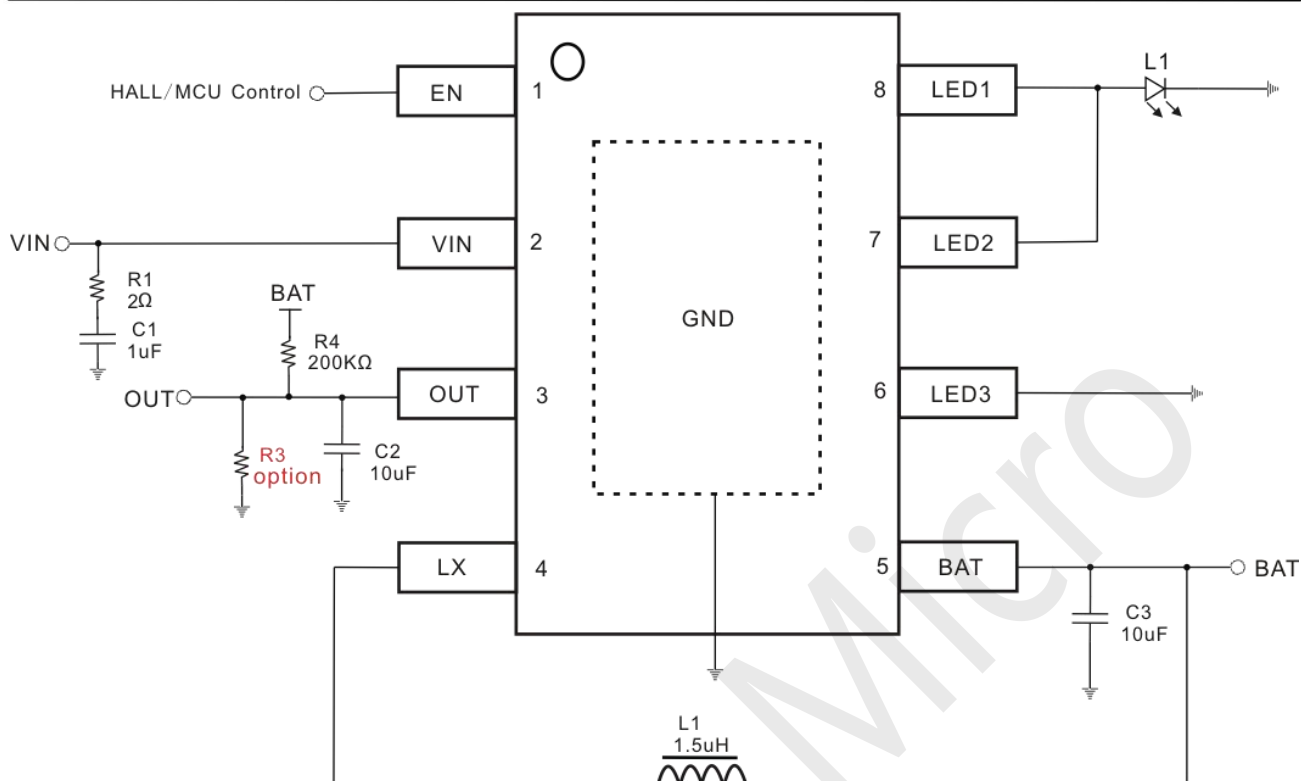 L1
HALL/MCU Control
EN
1
8
LED1
VIN
VIN
2
7
LED2
R1
2Ω
BAT
C1
1uF
R4
200KΩ
GND
OUT
OUT
3
6
LED3
R3
option
C2
10uF
LX
4
5
BAT
BAT
C3
10uF
L1
1.5uH
Micro